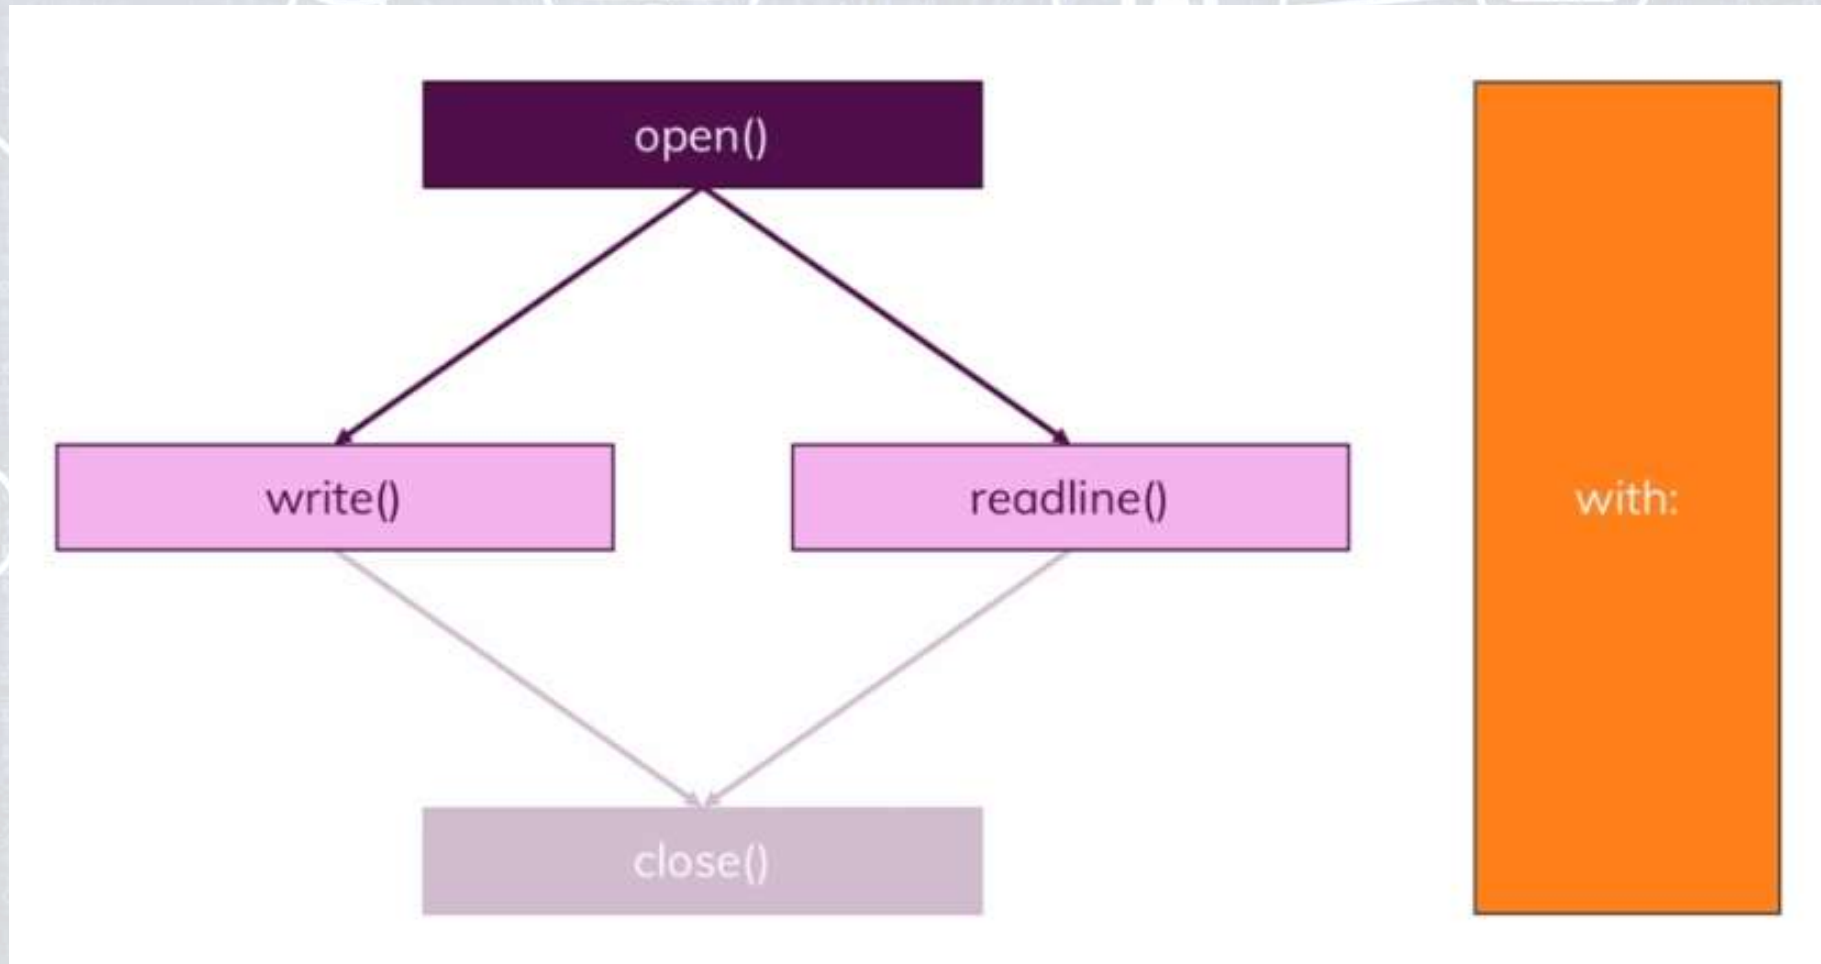 open()
write()
readline()
with:
close()